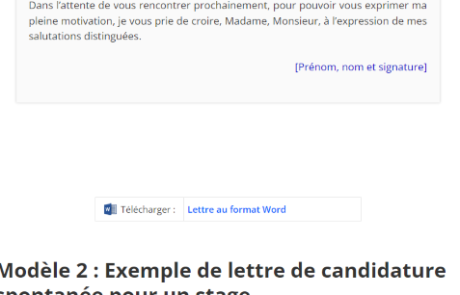 Dans l'attente de vous rencontrer prochainement, pour pouvoir vous exprimer ma
pleine motivation, je vous prie de croire, Madame, Monsieur, à l'expression de mes
salutations distinguées.
[Prénom, nom et signature]
Télécharger : Lettre au format Word
Modèle 2 : Exemple de lettre de candidature
spontanée pour un stage